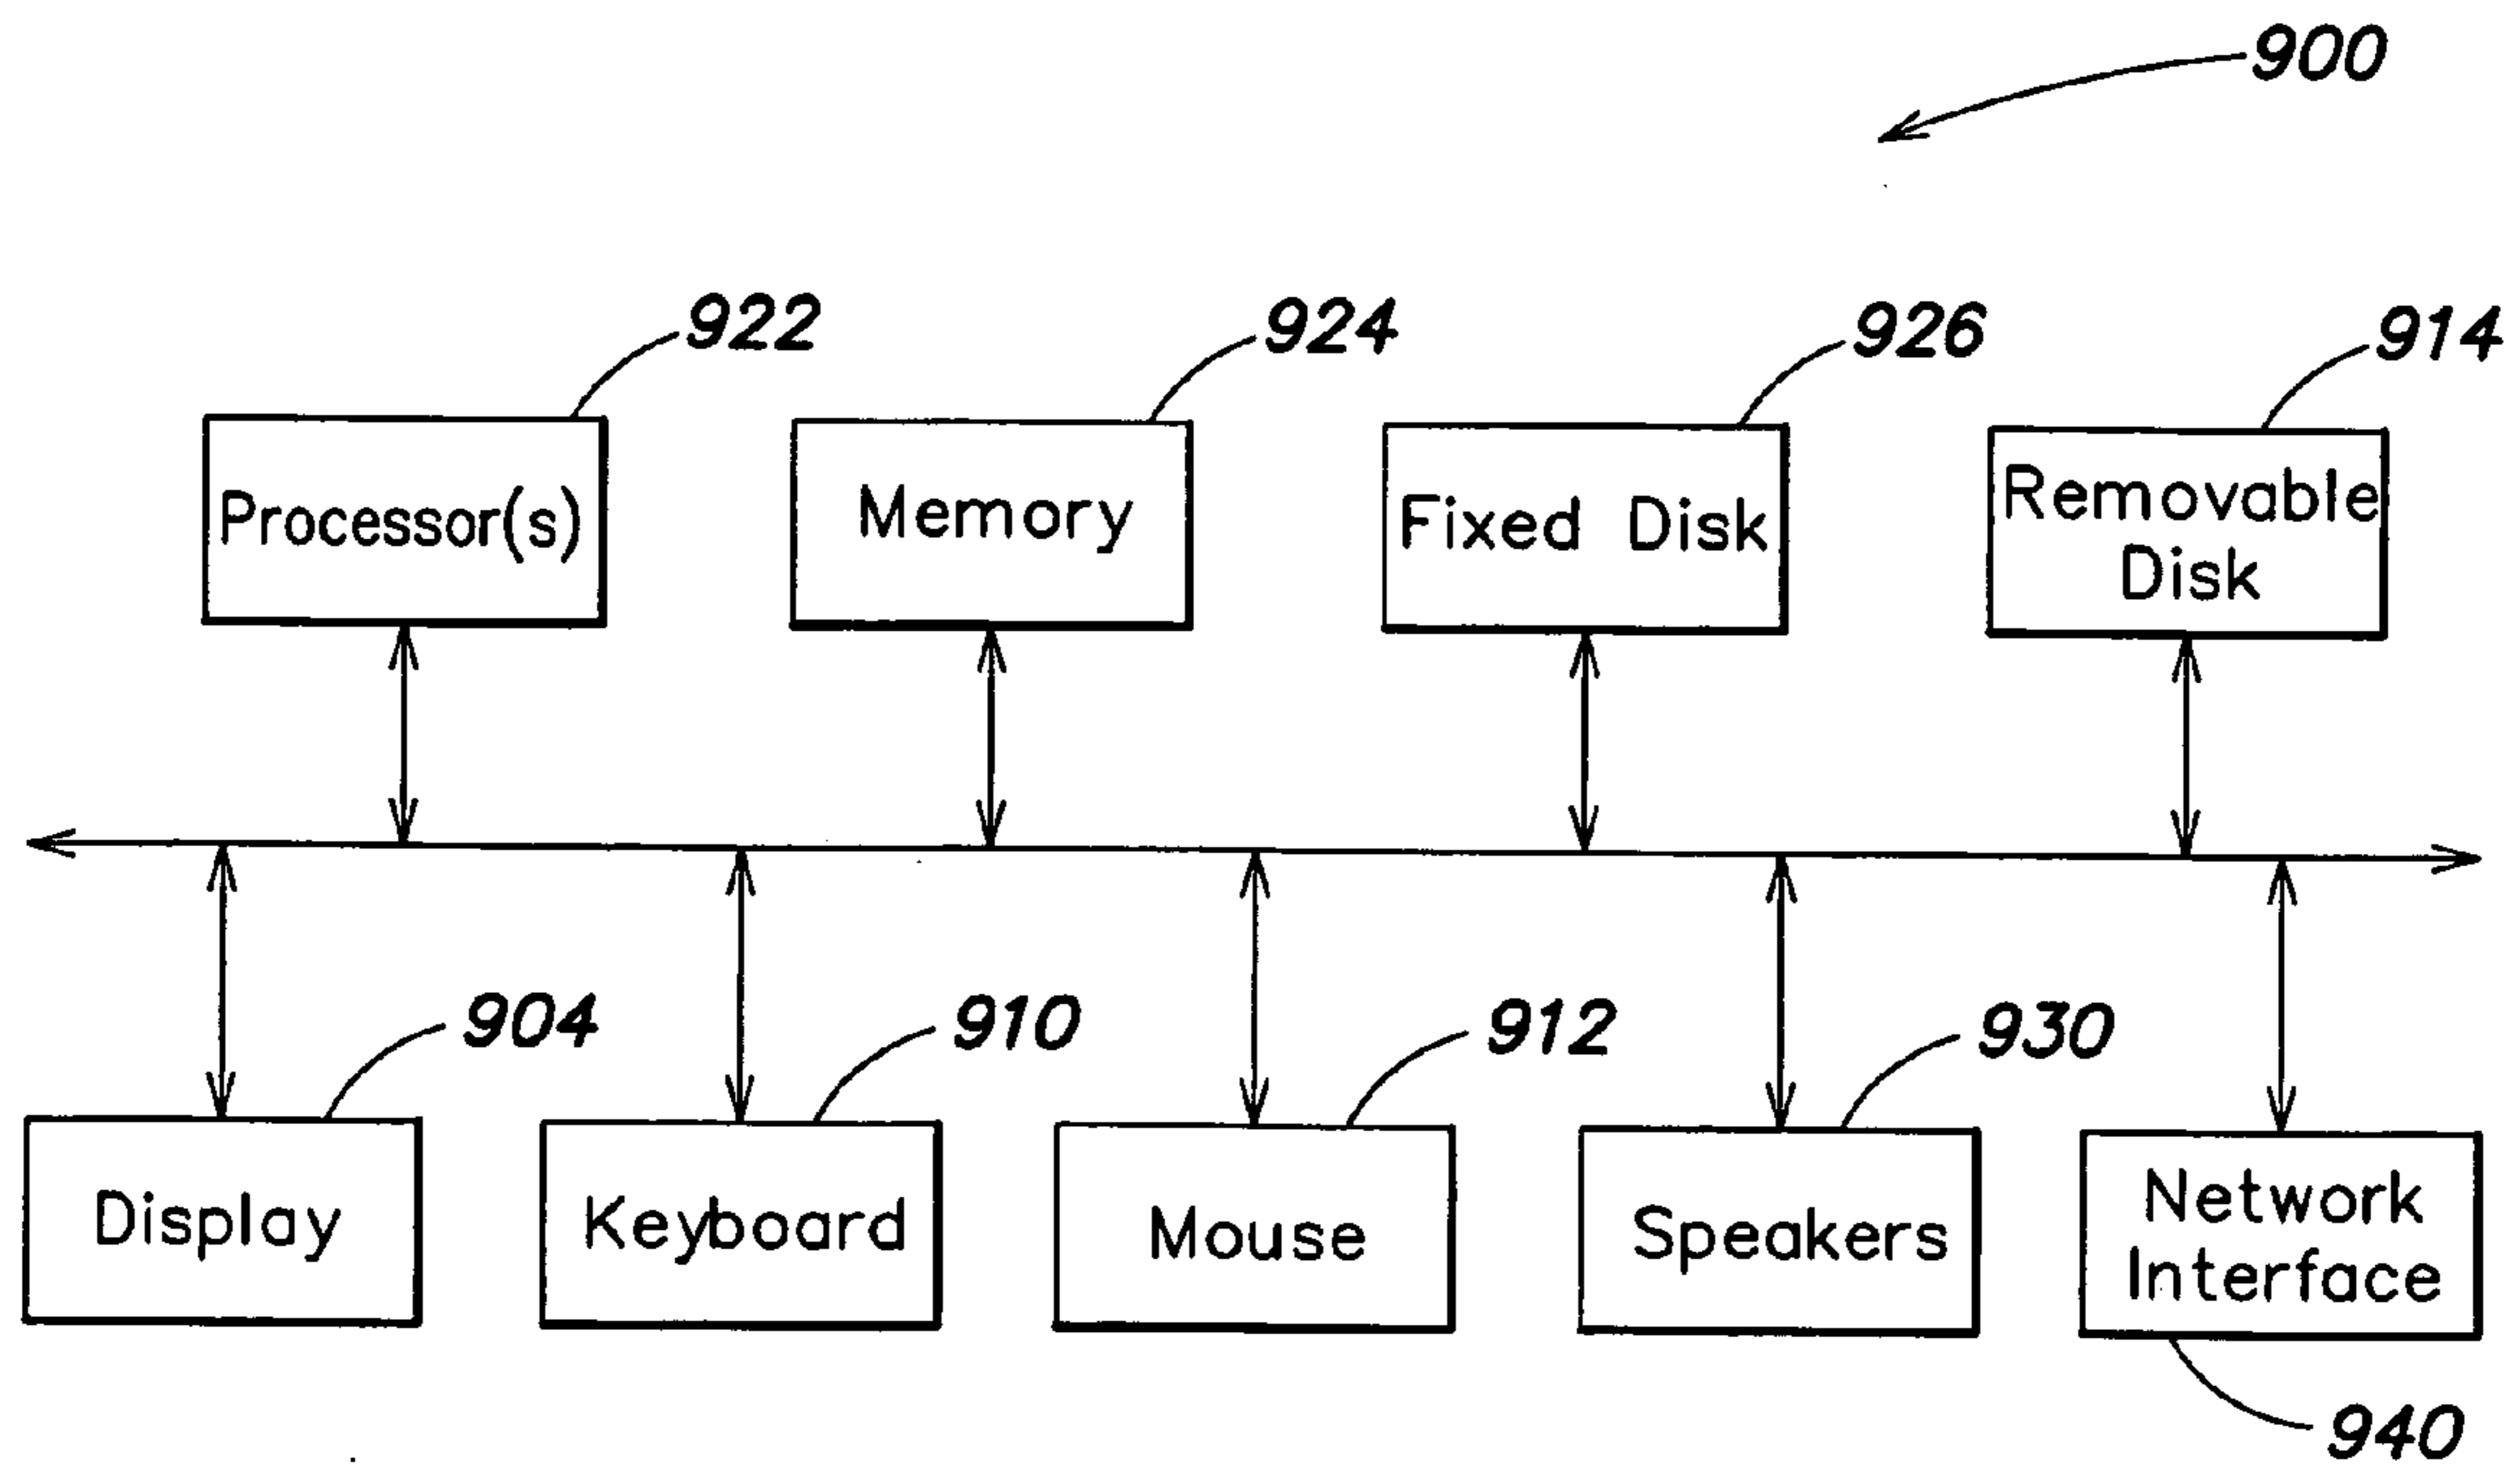 900
922
924
926
914
Processor(s)
Memory
Fixed Disk
Removable
Disk
904
910
912
930
Display
Keyboard
Mouse
Speakers
Network
Interface
940